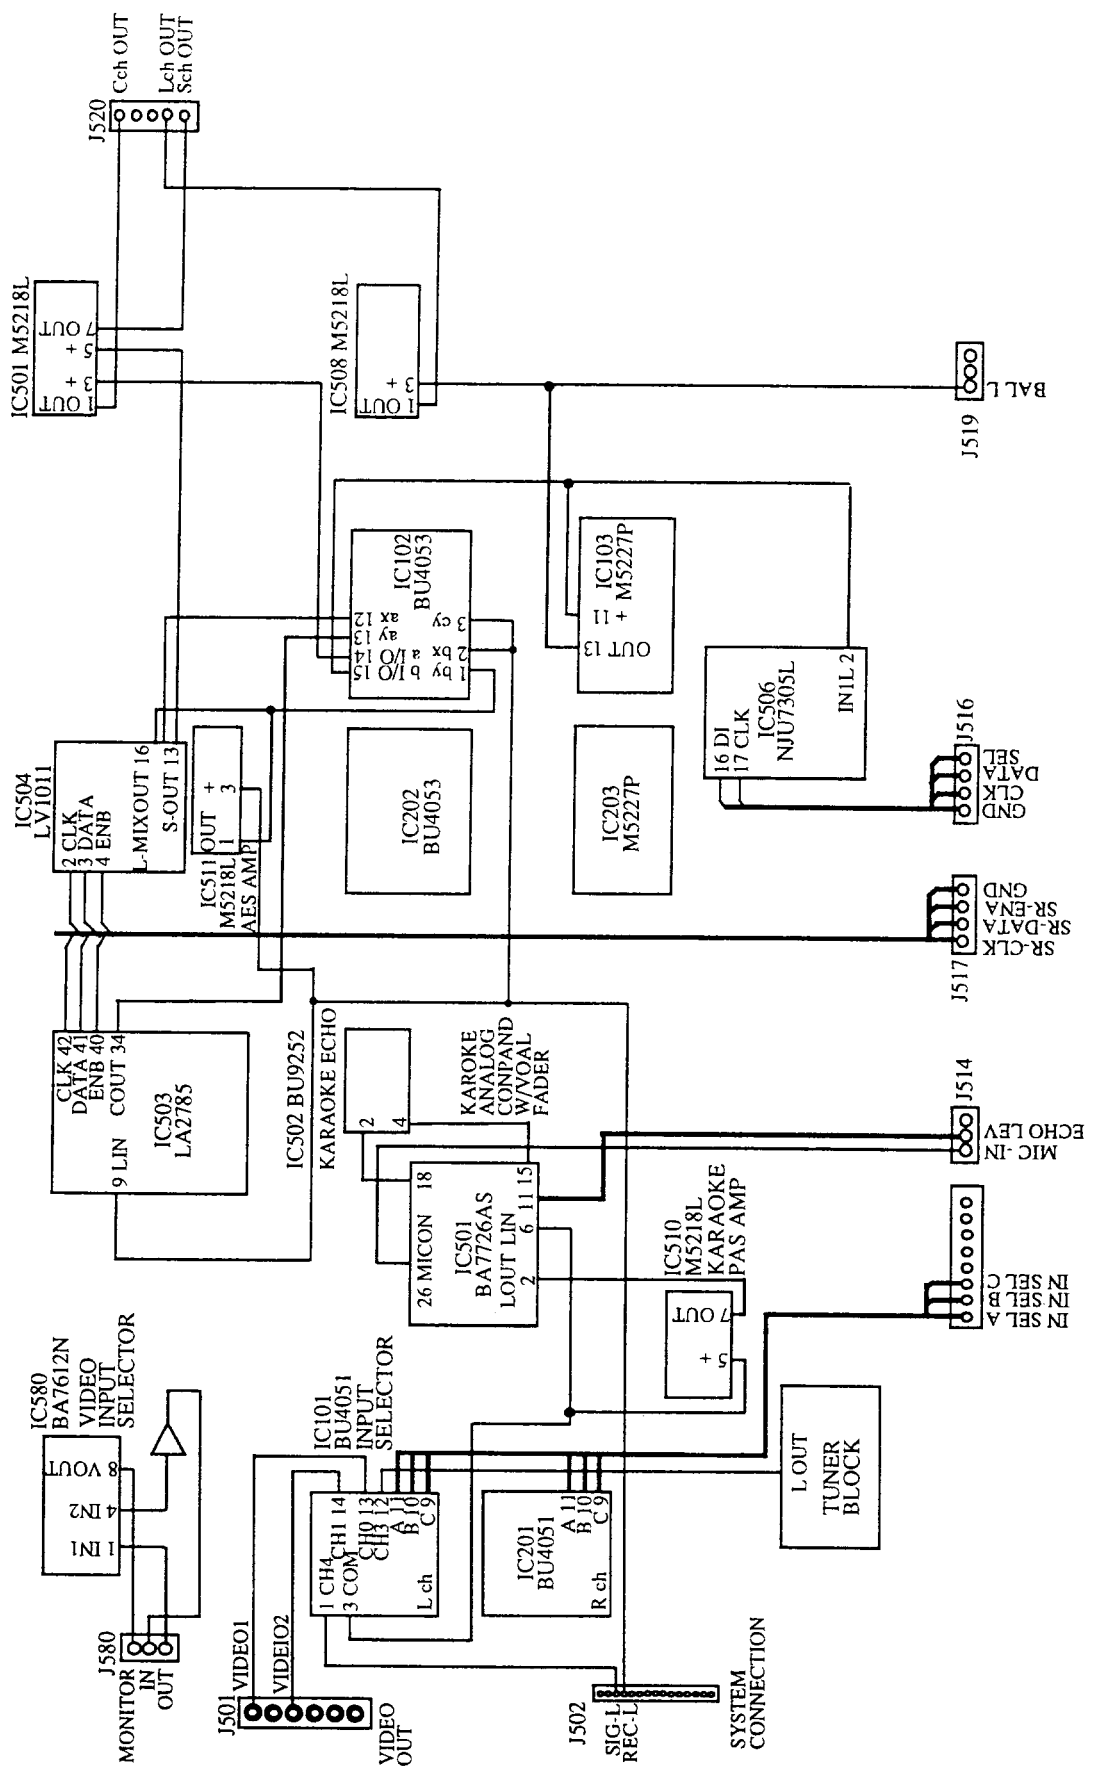 J580
MONITOR
IN
OUT
IC580
BA7612N
VIDEO
INPUT
SELECTOR
1 IN1
4 IN2
8 VOUT
J501
VIDEO1
VIDEIO2
VIDEO
OUT
J502
SIG-L
REC-L
SYSTEM
CONNECTION
IC101
BU4051
INPUT
SELECTOR
1 CH4
3 COM
CH1 14
CH0 13
CH3 12
A 11
B 10
C 9
L ch
IC201
BU4051
A 11
B 10
C 9
R ch
L OUT
TUNER
BLOCK
IC510
M5218L
KARAOKE
PAS AMP
5 +
7 OUT
IN SEL A
IN SEL B
IN SEL C
IC503
LA2785
9 LIN
CLK 42
DATA 41
ENB 40
COUT 34
IC502 BU9252
KARAOKE ECHO
2
4
KAROKE
ANALOG
CONPAND
W/VOAL
FADER
IC501
BA7726AS
26 MICON
18
LOUT LIN
2
6
11
15
J514
MIC-IN
ECHO LEV
J517
SR-CLK
SR-DATA
SR-ENA
GND
J516
GND
CLK
DATA
SEL
IC504
LV1011
2 CLK
3 DATA
4 ENB
L-MIXOUT 16
S-OUT 13
IC511
M5218L
AES AMP
OUT +
1
3
IC202
BU4053
IC203
M5227P
IC102
BU4053
ax 12
ay 13
a I/O 14
b I/O 15
1 by
2 bx
3 cy
IC103
M5227P
11 +
OUT 13
IC506
NJU7305L
16 DI
17 CLK
IN1L 2
IC501 M5218L
1 OUT
3 +
5 +
7 OUT
IC508 M5218L
1 OUT
3 +
J519
BAL L
J520
Cch OUT
Lch OUT
Sch OUT